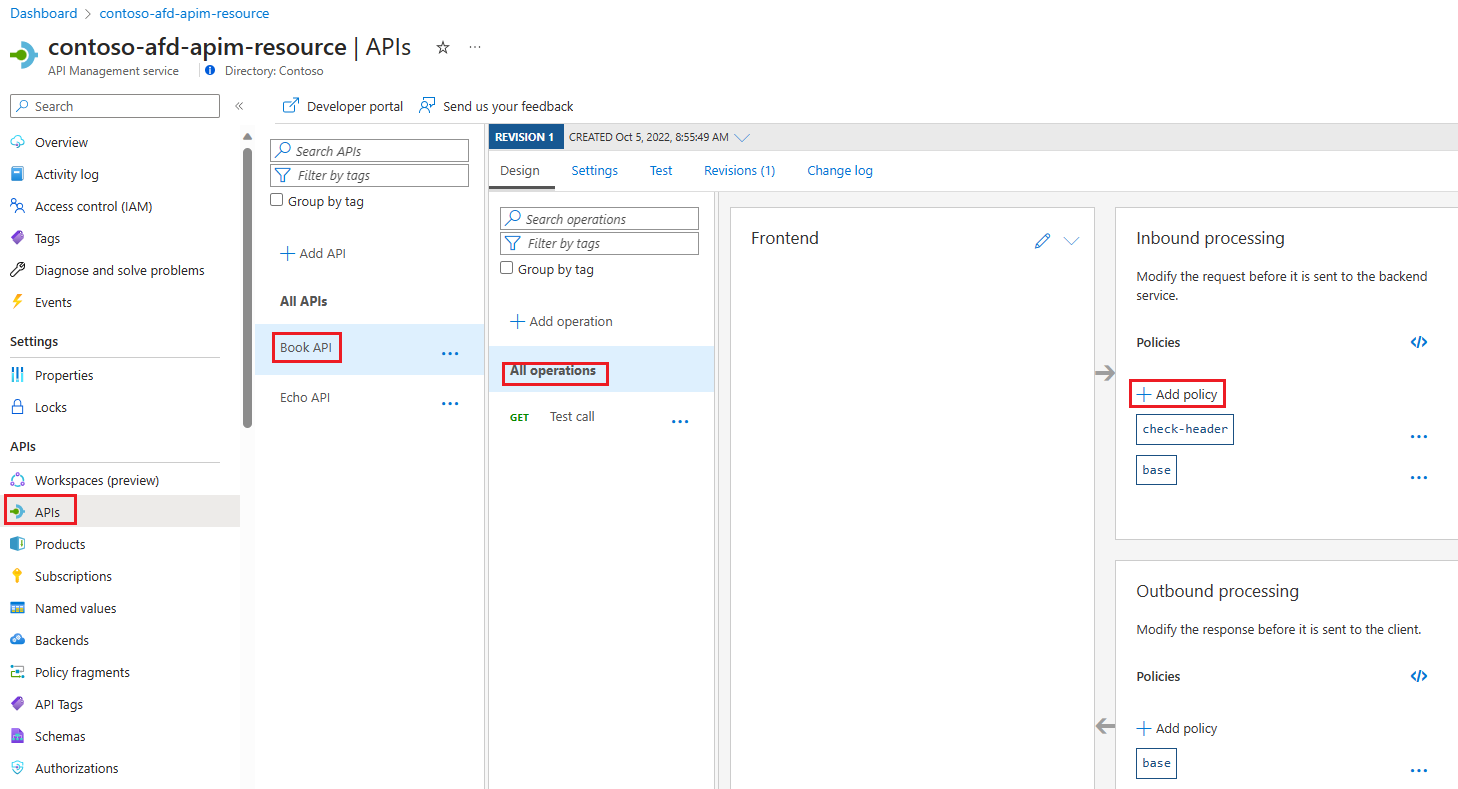 Dashboard > contoso-afd-apim-resource
contoso-afd-apim-resource | APIs ☆ ...
API Management service
Directory: Contoso
Search «
Overview
Activity log
Access control (IAM)
Tags
Diagnose and solve problems
Events
Settings
Properties
Locks
APIs
Workspaces (preview)
APIs
Products
Subscriptions
Named values
Backends
Policy fragments
API Tags
Schemas
Authorizations
Developer portal
Send us your feedback
Search APIs
Filter by tags
Group by tag
+ Add API
All APIs
Book API ...
Echo API ...
REVISION 1 CREATED Oct 5, 2022, 8:55:49 AM
Design Settings Test Revisions (1) Change log
Search operations
Filter by tags
Group by tag
+ Add operation
All operations
GET Test call ...
Frontend
Inbound processing
Modify the request before it is sent to the backend
service.
Policies </>
+ Add policy
check-header ...
base ...
Outbound processing
Modify the response before it is sent to the client.
Policies </>
+ Add policy
base ...